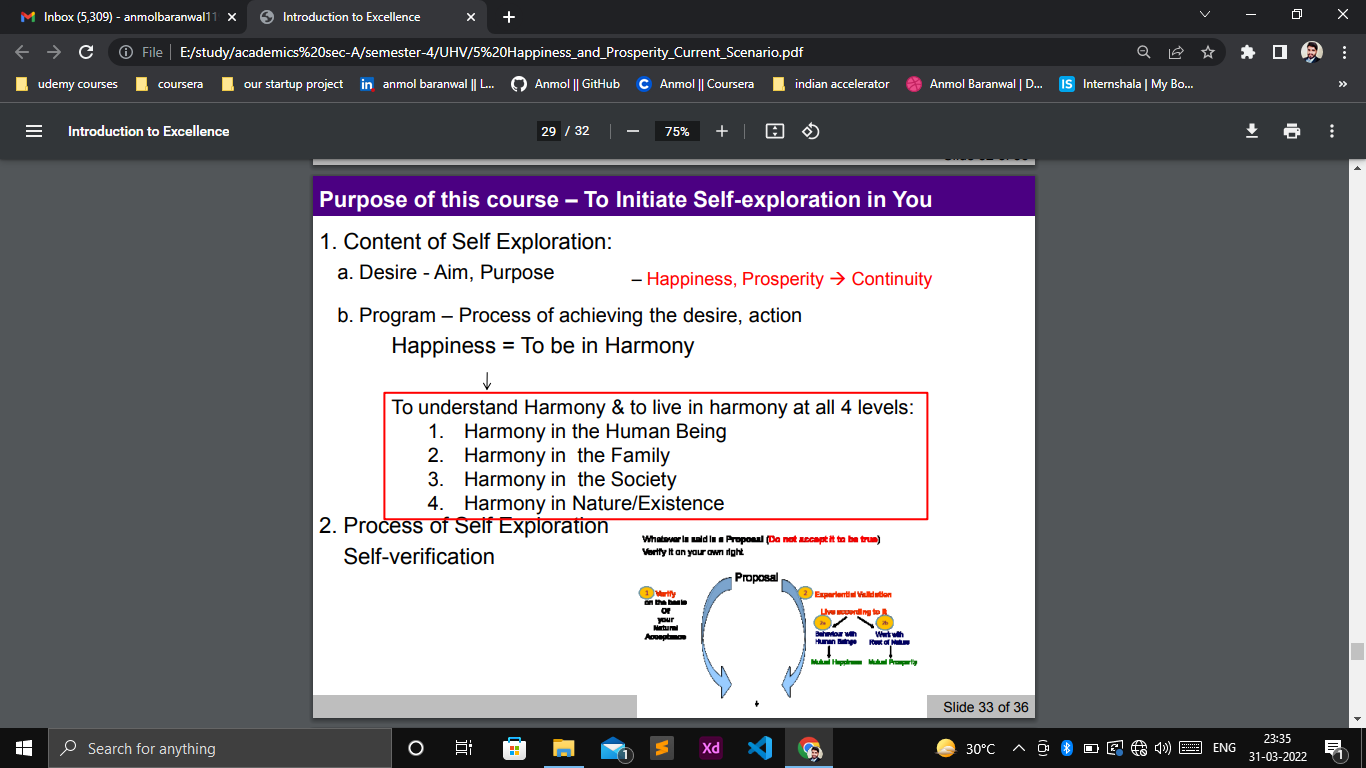 Inbox (5,309) - anmolbaranwal11
Introduction to Excellence
File
E:/study/academics%20sec-A/semester-4/UHV/5%20Happiness_and_Prosperity_Current_Scenario.pdf
udemy courses
coursera
our startup project
in anmol baranwal || L...
Anmol || GitHub
C Anmol || Coursera
indian accelerator
Anmol Baranwal | D...
IS Internshala | My Bo...
»
Introduction to Excellence
29 / 32
75%
Purpose of this course – To Initiate Self-exploration in You
1. Content of Self Exploration:
a. Desire - Aim, Purpose – Happiness, Prosperity → Continuity
b. Program – Process of achieving the desire, action
Happiness = To be in Harmony
To understand Harmony & to live in harmony at all 4 levels:
1. Harmony in the Human Being
2. Harmony in the Family
3. Harmony in the Society
4. Harmony in Nature/Existence
2. Process of Self Exploration
Self-verification
Whatever is said is a Proposal (Do not accept it to be true)
Verify it on your own right
Proposal
1 Verify
on the basis
Of
your
Natural
Acceptance
2 Experiential Validation
Live according to it
2a
2b
Behaviour with
Human Beings
Work with
Rest of Nature
Mutual Happiness
Mutual Prosperity
Slide 33 of 36
Search for anything
1
Xd
30°C
ENG
23:35
31-03-2022
1